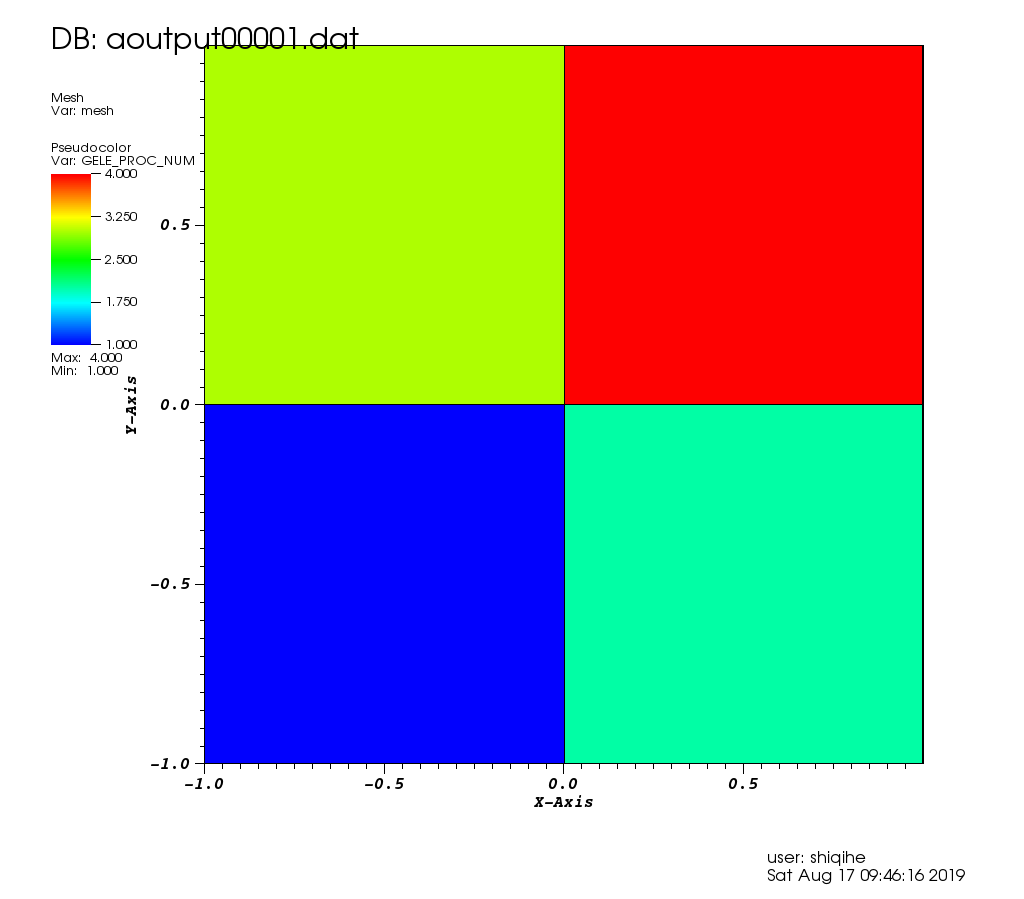 DB: aoutput00001.dat
Mesh
Var: mesh
Pseudocolor
Var: GELE_PROC_NUM
4.000
3.250
2.500
1.750
1.000
Max: 4.000
Min: 1.000
Y-Axis
0.5
0.0
-0.5
-1.0
-1.0 -0.5 0.0 0.5
X-Axis
user: shiqihe
Sat Aug 17 09:46:16 2019